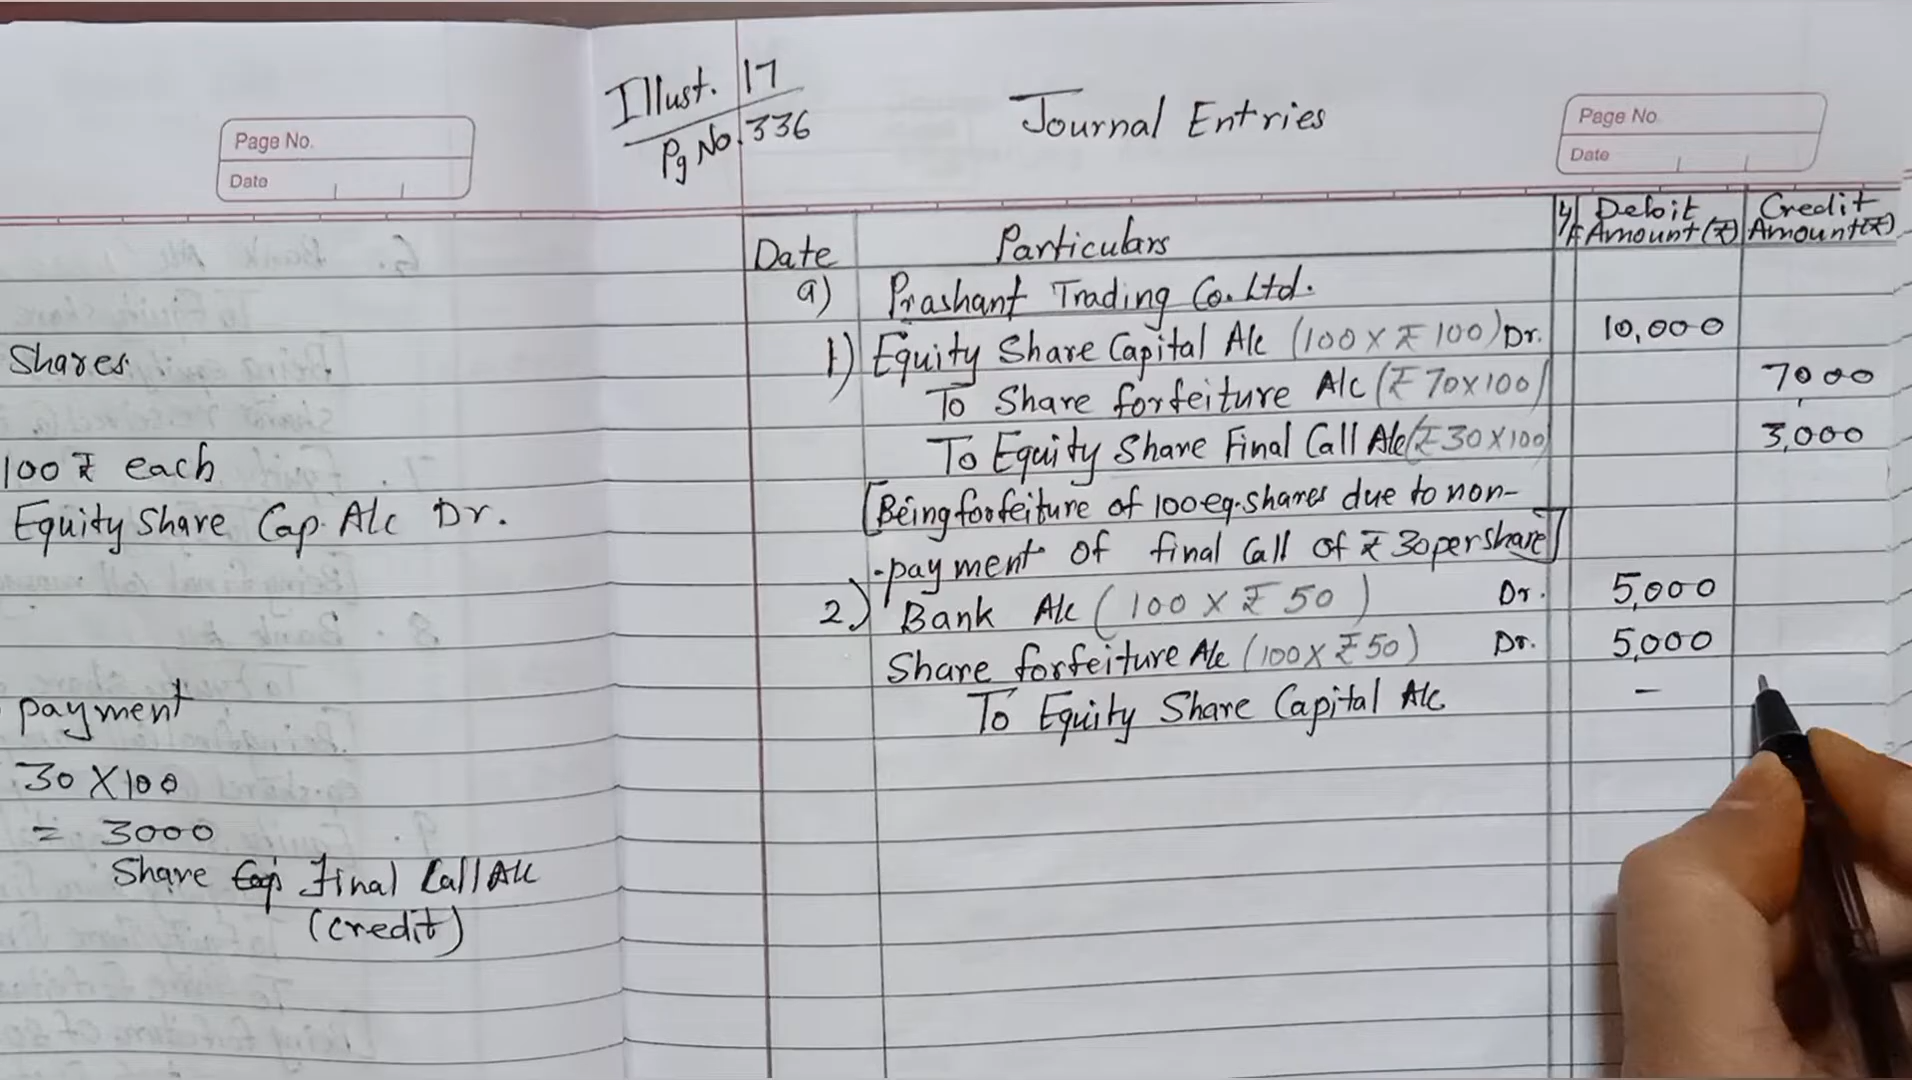 Illust. 17
Pg No. 336
Journal Entries
Page No.
Date
Page No
Date
Shares.
100 ₹ each
Equity Share Cap. A/c Dr.
payment
30 X 100
= 3000
Share Final Call A/c
(credit)
Date Particulars L/F Debit Amount (₹) Credit Amount (₹)
a) Prashant Trading Co. Ltd.
1) Equity Share Capital A/c (100 X ₹ 100) Dr. 10,000
To Share forfeiture A/c (₹ 70 X 100) 7000
To Equity Share Final Call A/c (₹ 30 X 100) 3,000
[Being forfeiture of 100 eq. shares due to non-
-payment of final Call of ₹ 30 per share]
2) Bank A/c ( 100 X ₹ 50 ) Dr. 5,000
Share forfeiture A/c (100 X ₹ 50) Dr. 5,000
To Equity Share Capital A/c –